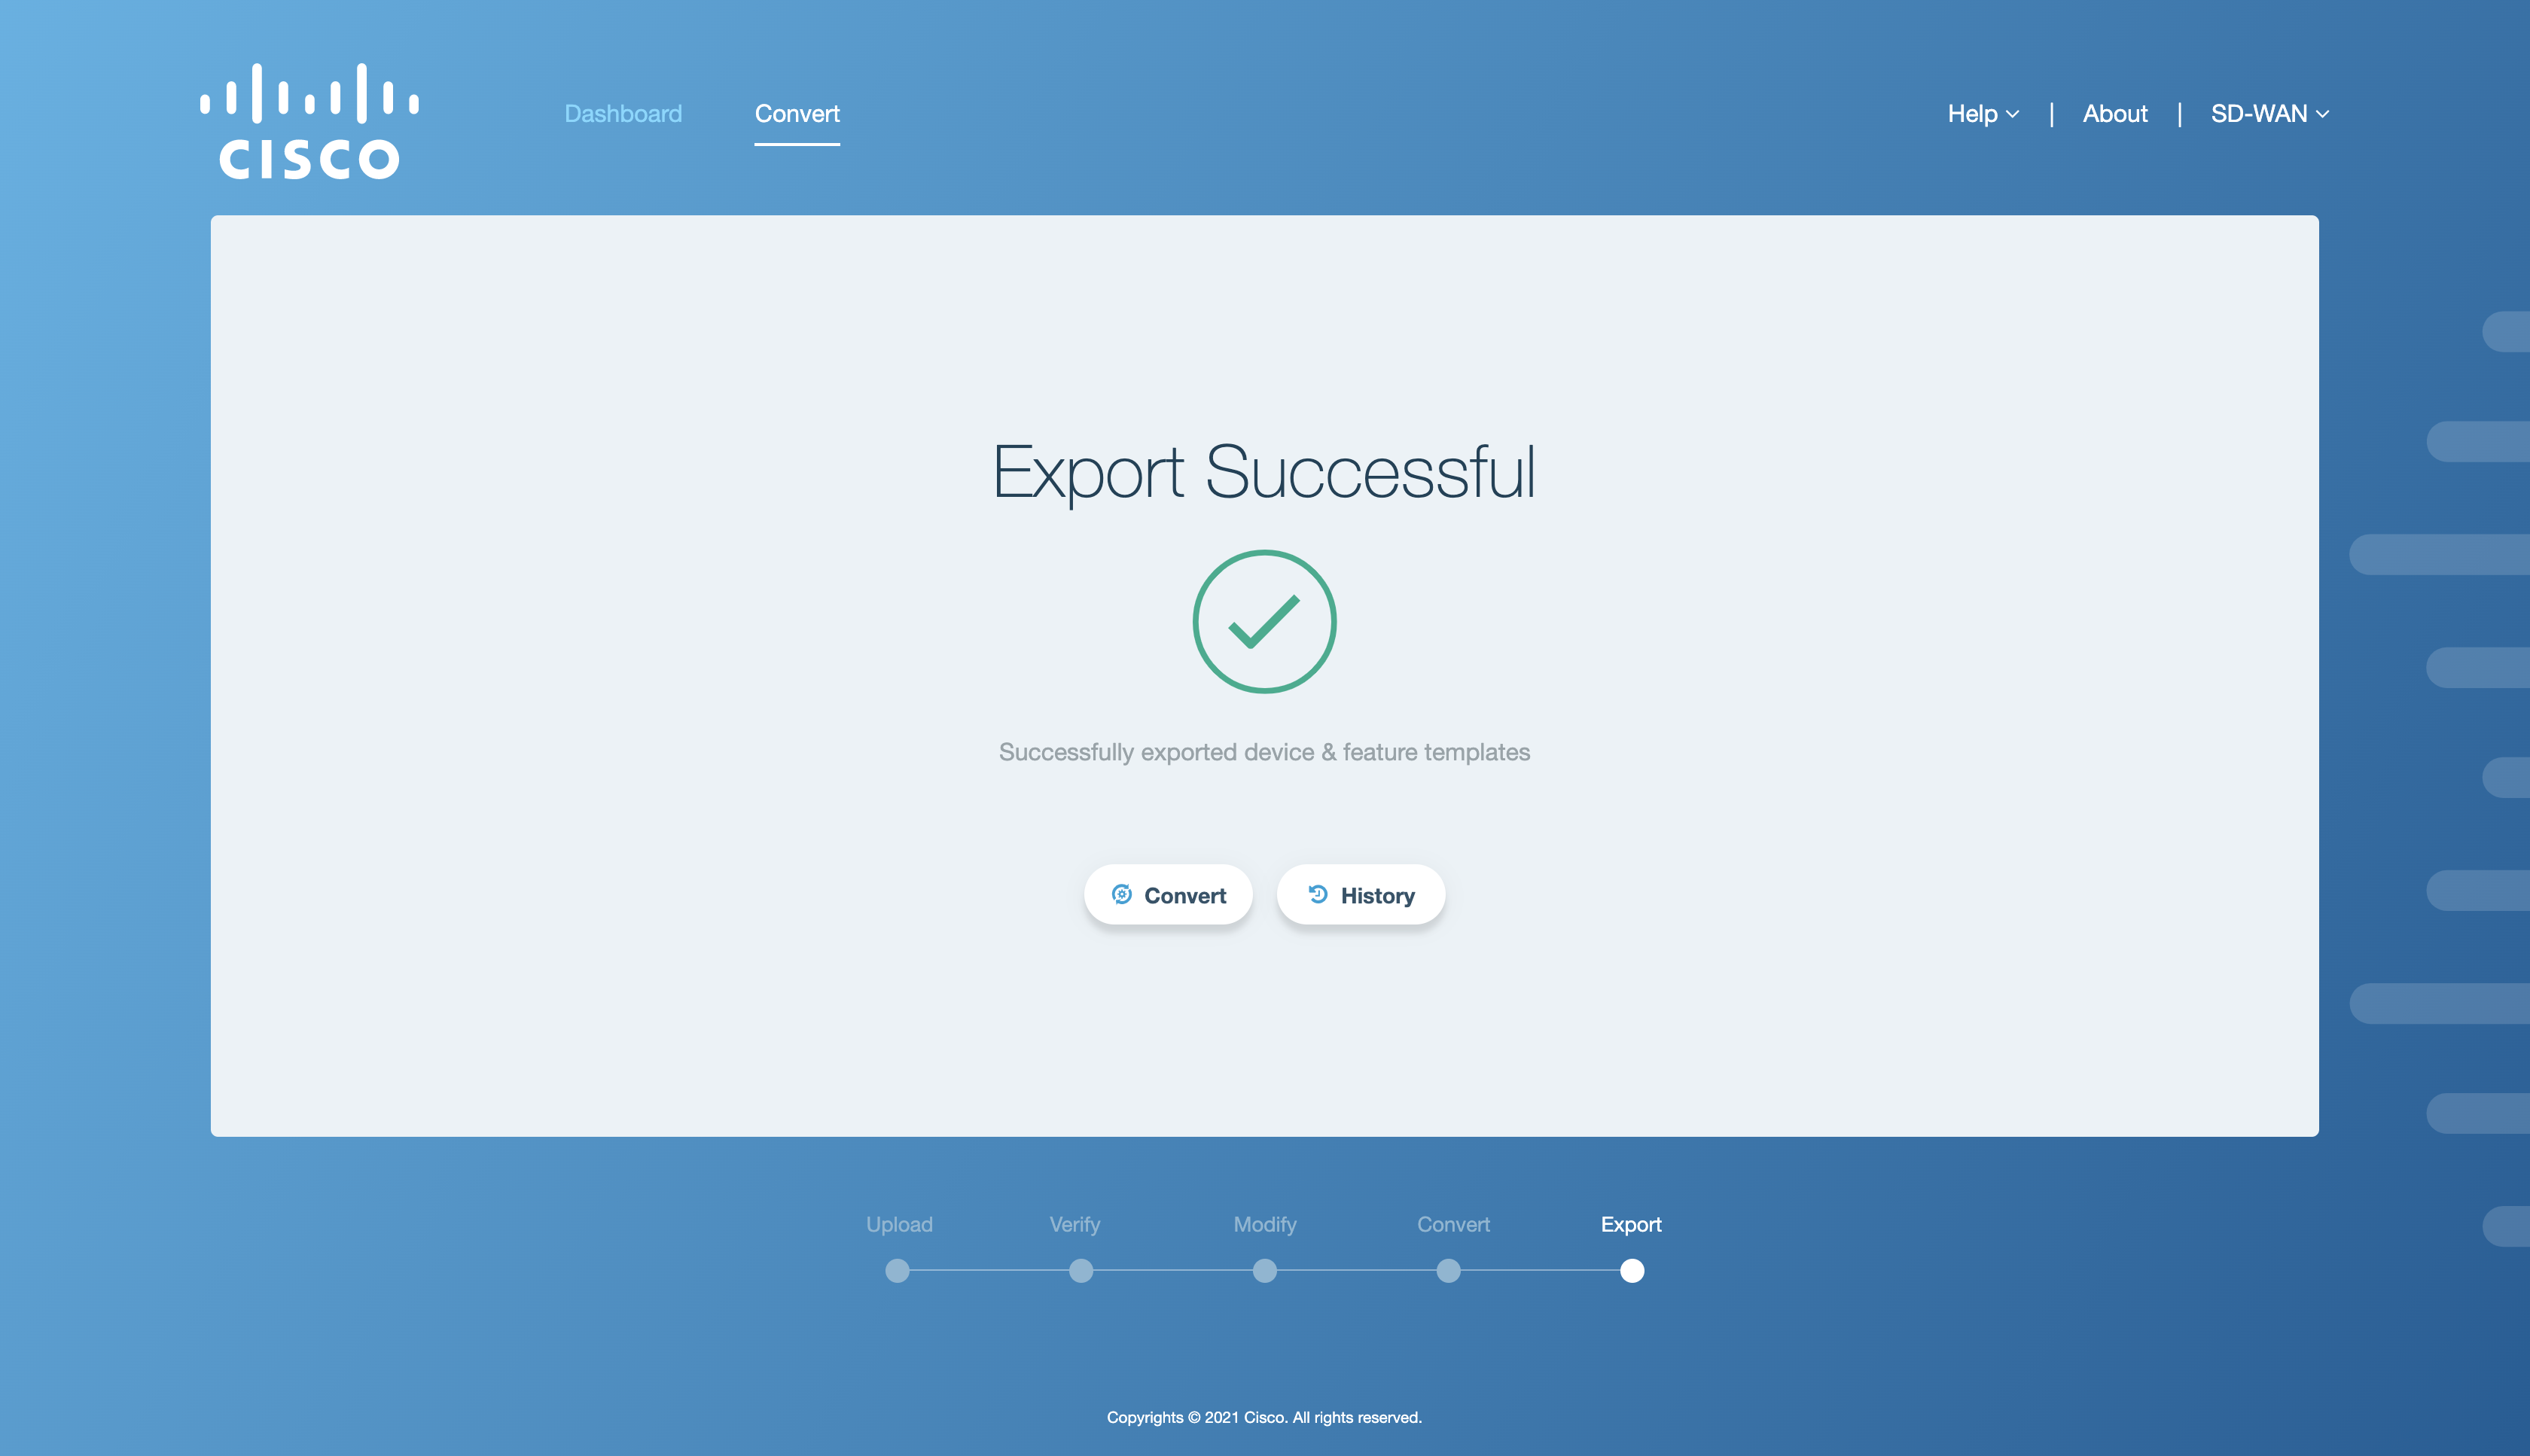 CISCO
Dashboard
Convert
Help
|
About
|
SD-WAN
Export Successful
Successfully exported device & feature templates
Convert
History
Upload
Verify
Modify
Convert
Export
Copyrights © 2021 Cisco. All rights reserved.